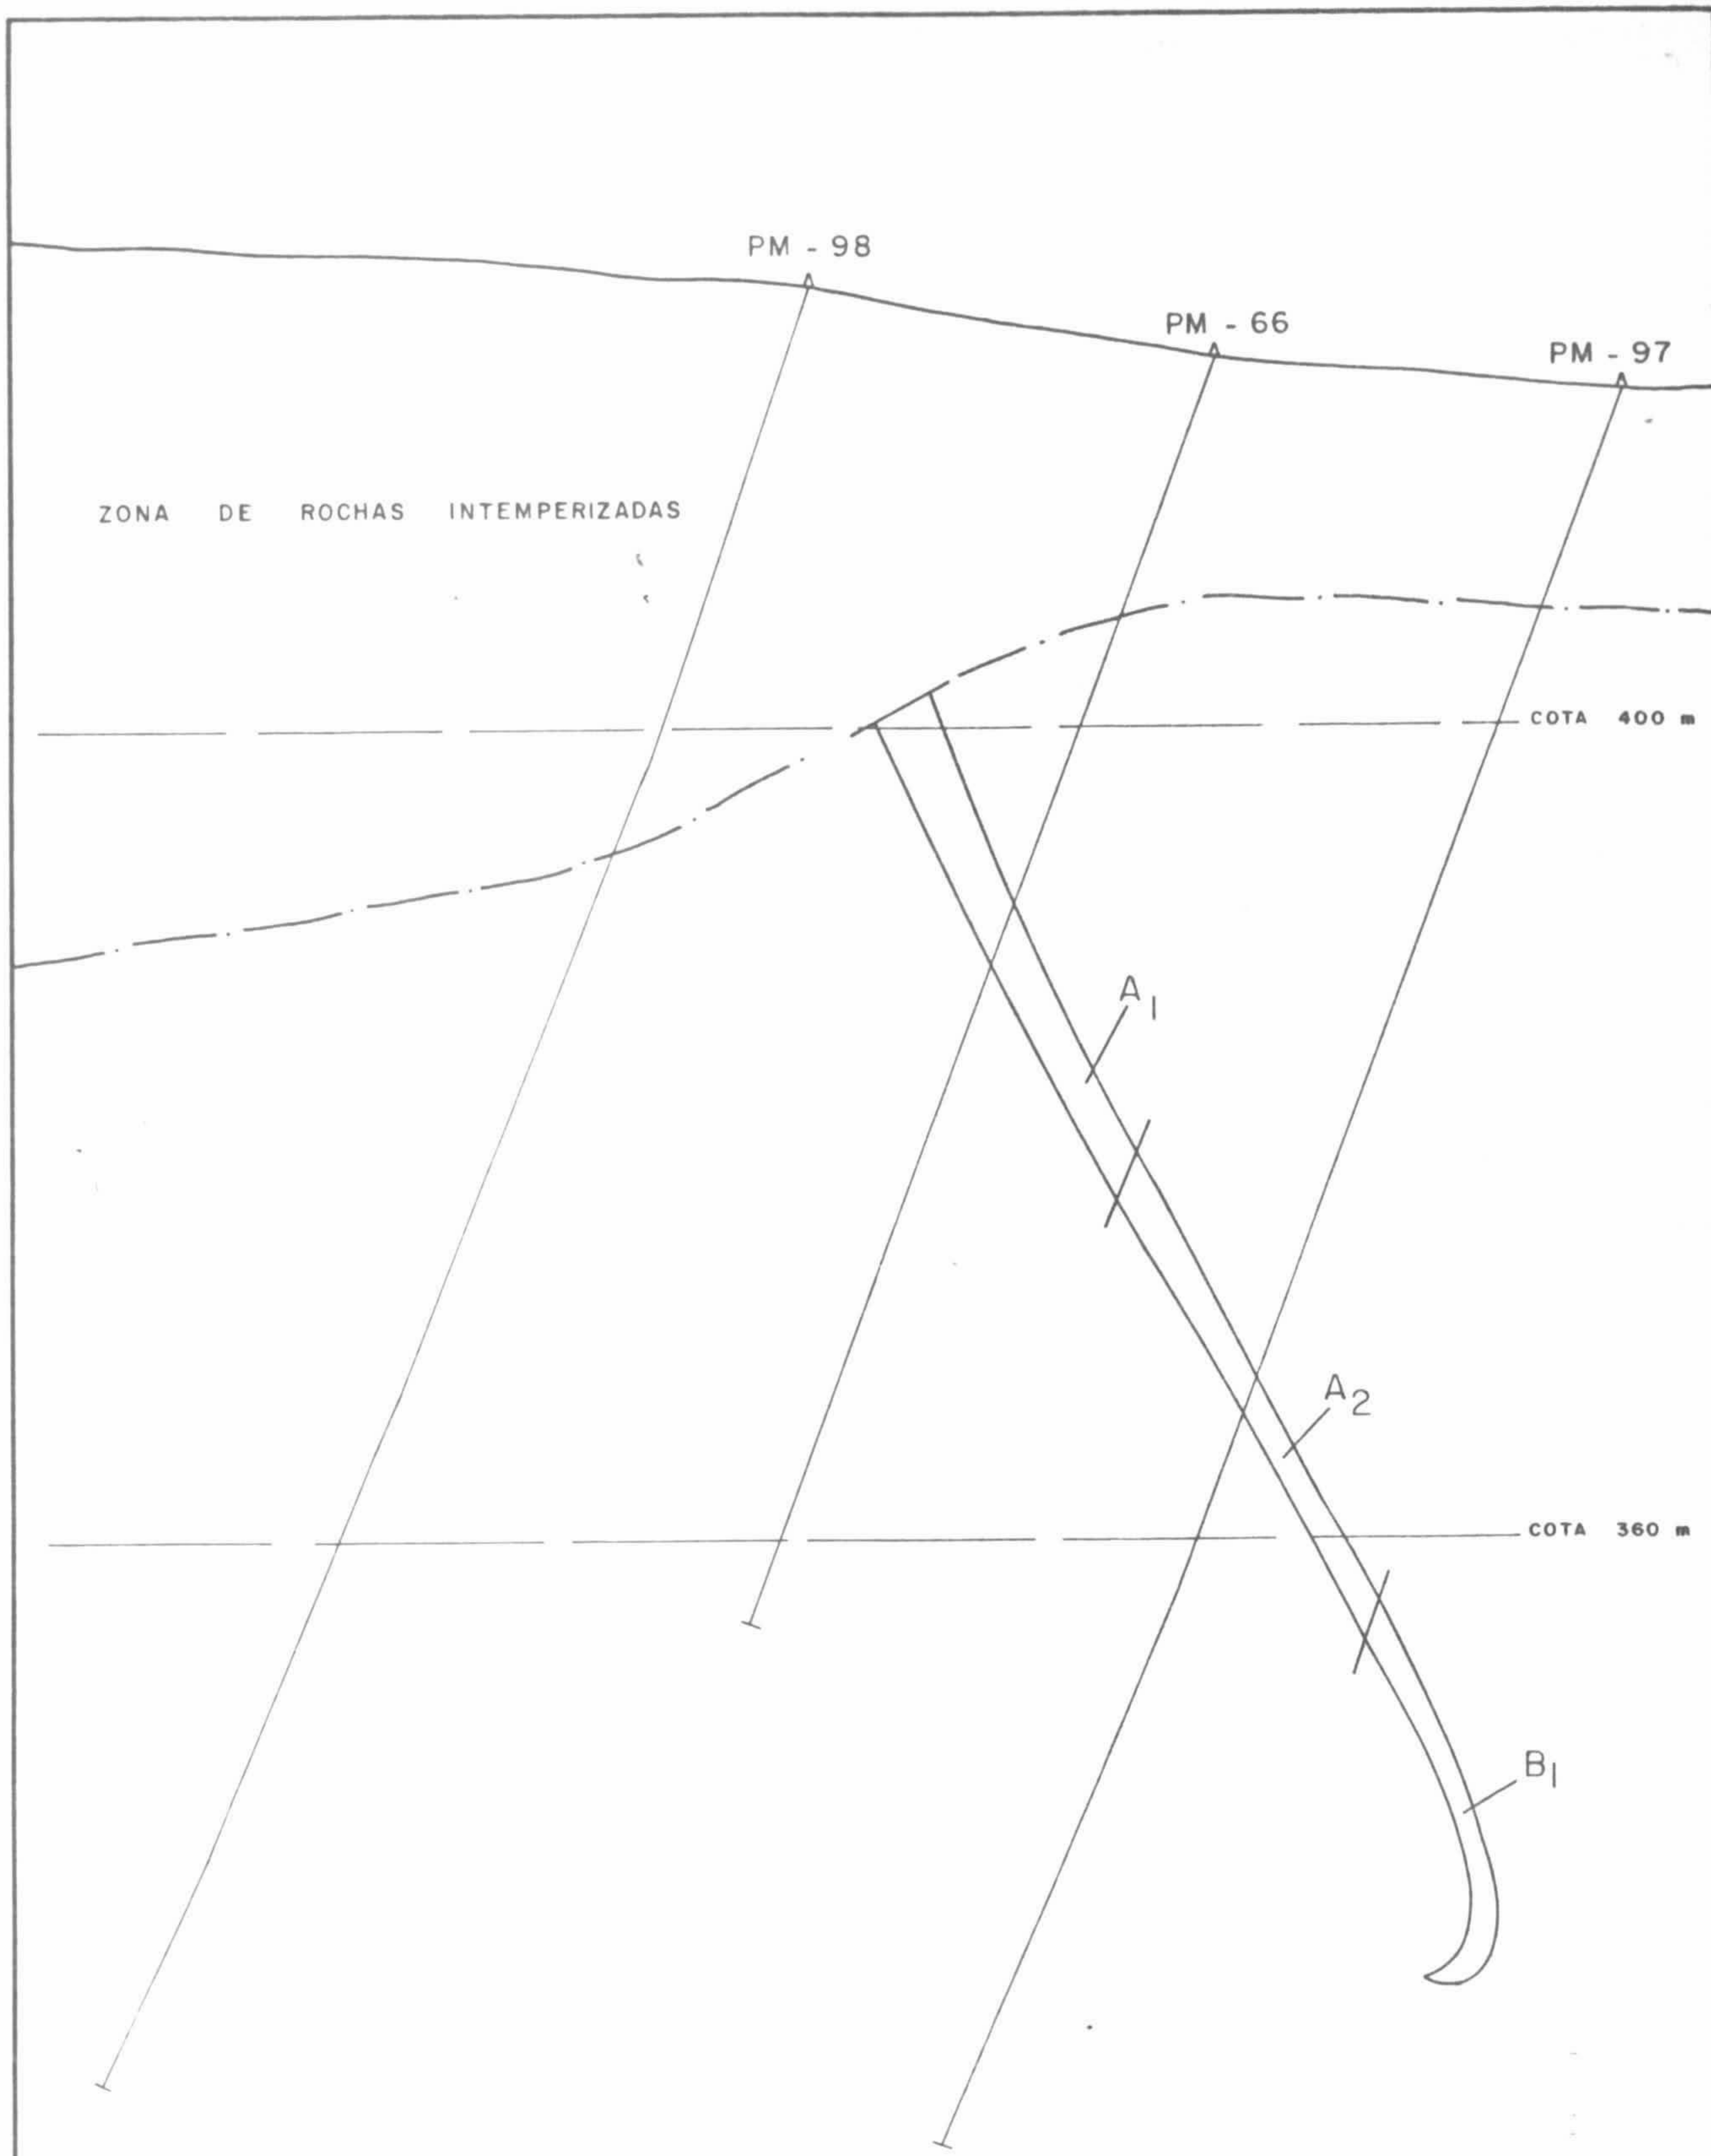 PM - 98
PM - 66
PM - 97
ZONA DE ROCHAS INTEMPERIZADAS
COTA 400 m
A1
A2
COTA 360 m
B1